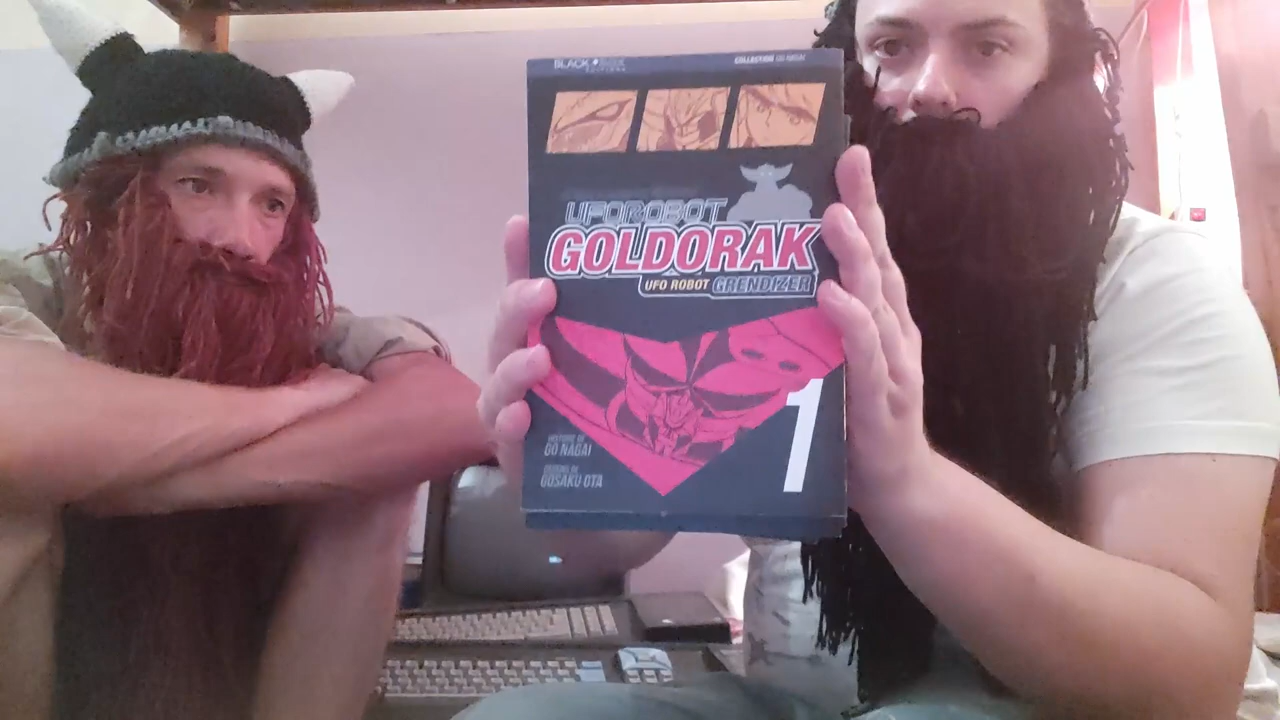 BLACK BOX
EDITIONS
COLLECTION GO NAGAI
UFOROBOT
GOLDORAK
UFO ROBOT GRENDIZER
1
HISTOIRE DE
GO NAGAI
DESSINS DE
GOSAKU OTA